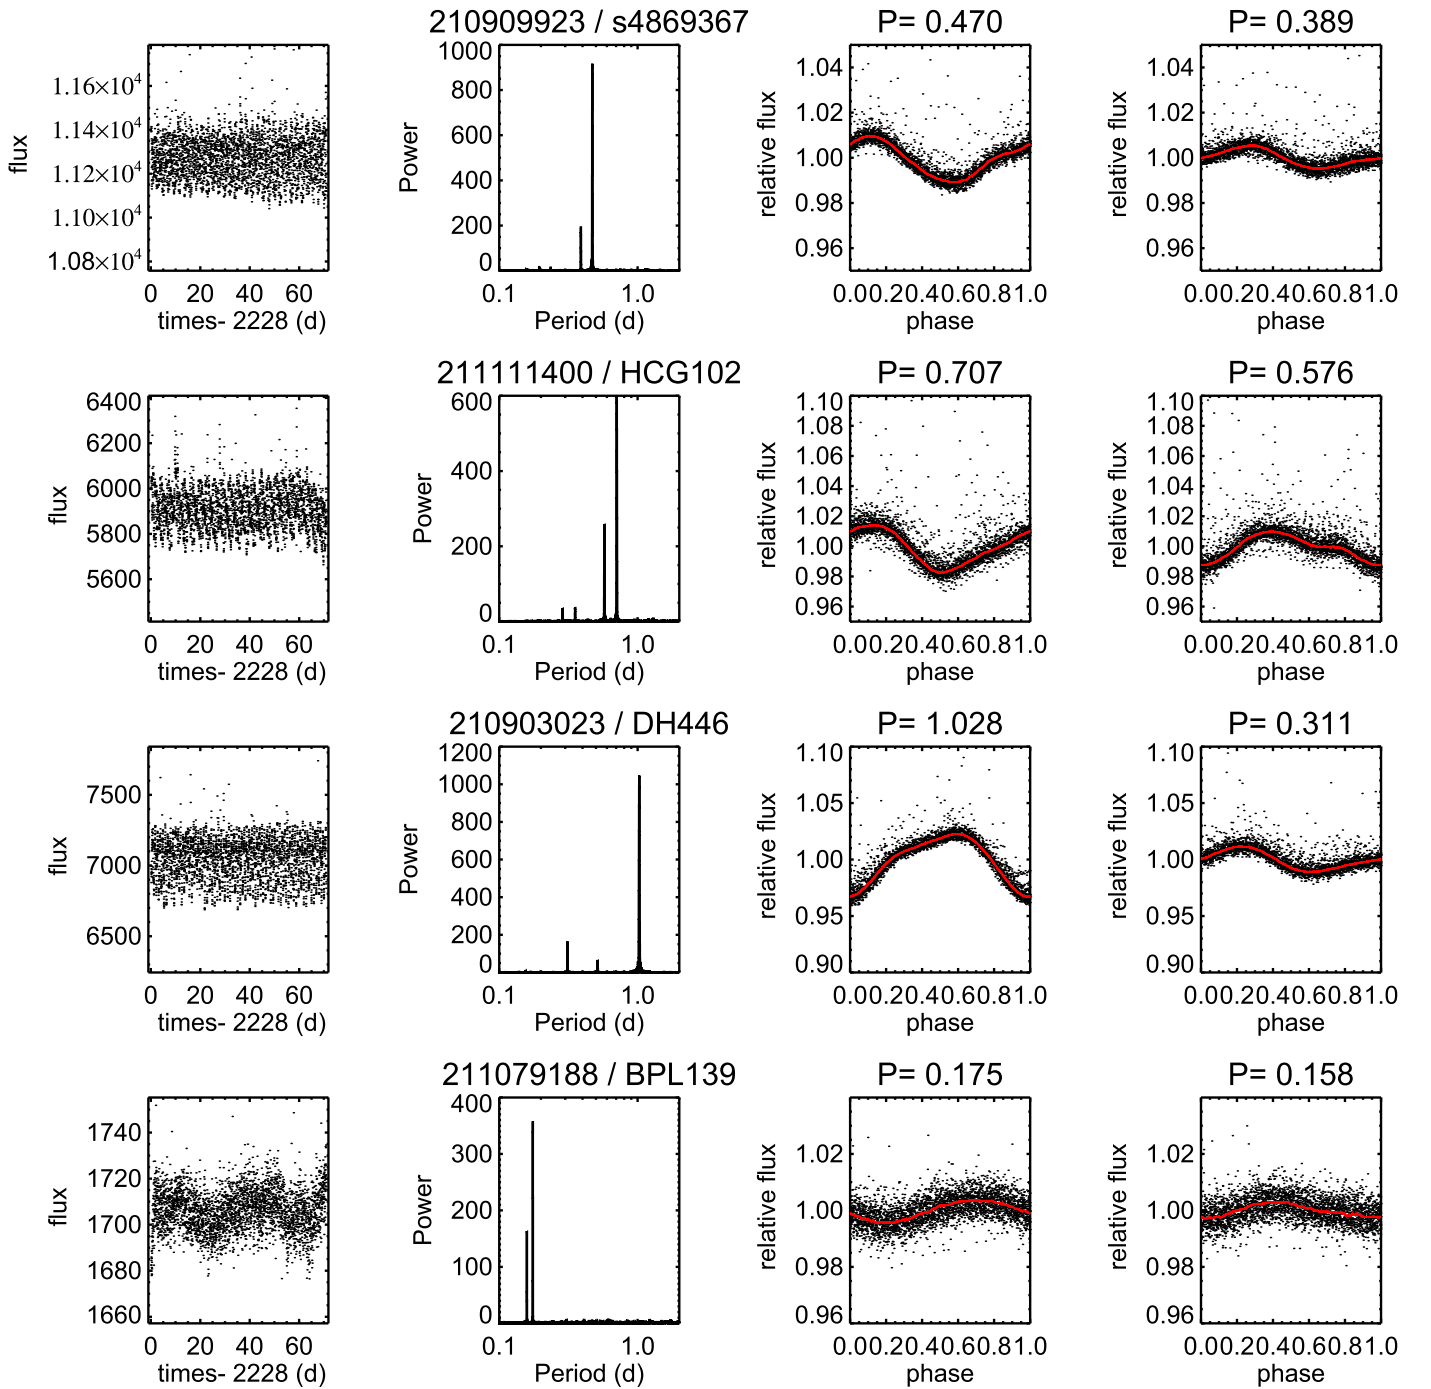 210909923 / s4869367
P= 0.470
P= 0.389
flux
1.16×10⁴
1.14×10⁴
1.12×10⁴
1.10×10⁴
1.08×10⁴
0 20 40 60
times- 2228 (d)
Power
1000
800
600
400
200
0
0.1 1.0
Period (d)
relative flux
1.04
1.02
1.00
0.98
0.96
0.00.20.40.60.81.0
phase
relative flux
1.04
1.02
1.00
0.98
0.96
0.00.20.40.60.81.0
phase
211111400 / HCG102
P= 0.707
P= 0.576
flux
6400
6200
6000
5800
5600
0 20 40 60
times- 2228 (d)
Power
600
400
200
0
0.1 1.0
Period (d)
relative flux
1.10
1.08
1.06
1.04
1.02
1.00
0.98
0.96
0.00.20.40.60.81.0
phase
relative flux
1.10
1.08
1.06
1.04
1.02
1.00
0.98
0.96
0.00.20.40.60.81.0
phase
210903023 / DH446
P= 1.028
P= 0.311
flux
7500
7000
6500
0 20 40 60
times- 2228 (d)
Power
1200
1000
800
600
400
200
0
0.1 1.0
Period (d)
relative flux
1.10
1.05
1.00
0.95
0.90
0.00.20.40.60.81.0
phase
relative flux
1.10
1.05
1.00
0.95
0.90
0.00.20.40.60.81.0
phase
211079188 / BPL139
P= 0.175
P= 0.158
flux
1740
1720
1700
1680
1660
0 20 40 60
times- 2228 (d)
Power
400
300
200
100
0
0.1 1.0
Period (d)
relative flux
1.02
1.00
0.98
0.96
0.00.20.40.60.81.0
phase
relative flux
1.02
1.00
0.98
0.96
0.00.20.40.60.81.0
phase